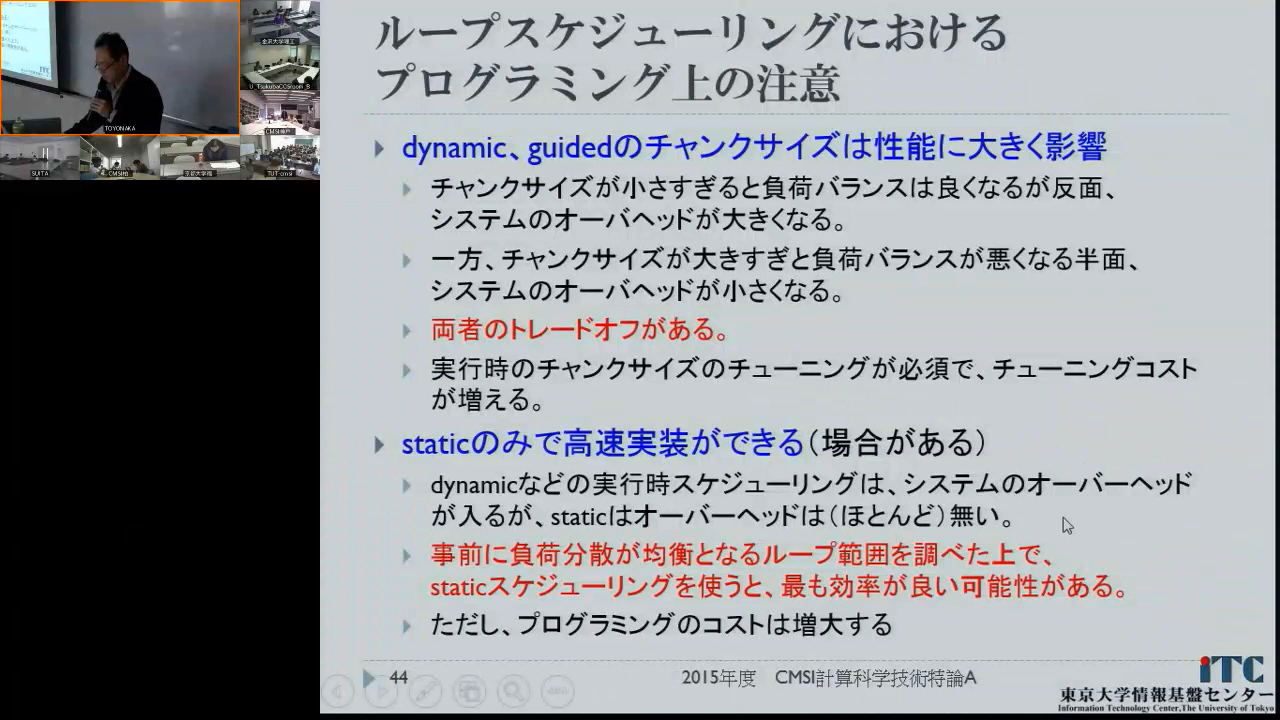 ループスケジューリングにおける
プログラミング上の注意
dynamic、guidedのチャンクサイズは性能に大きく影響
チャンクサイズが小さすぎると負荷バランスは良くなるが反面、
システムのオーバヘッドが大きくなる。
一方、チャンクサイズが大きすぎと負荷バランスが悪くなる半面、
システムのオーバヘッドが小さくなる。
両者のトレードオフがある。
実行時のチャンクサイズのチューニングが必須で、チューニングコスト
が増える。
staticのみで高速実装ができる（場合がある）
dynamicなどの実行時スケジューリングは、システムのオーバーヘッド
が入るが、staticはオーバーヘッドは（ほとんど）無い。
事前に負荷分散が均衡となるループ範囲を調べた上で、
staticスケジューリングを使うと、最も効率が良い可能性がある。
ただし、プログラミングのコストは増大する
44
2015年度　CMSI計算科学技術特論A
iTC
東京大学情報基盤センター
Information Technology Center,The University of Tokyo
TOYONAKA
金沢大学理工
U_TsukubaCCSroom_B
CMSI神戸
SUITA
TUT-cmsi